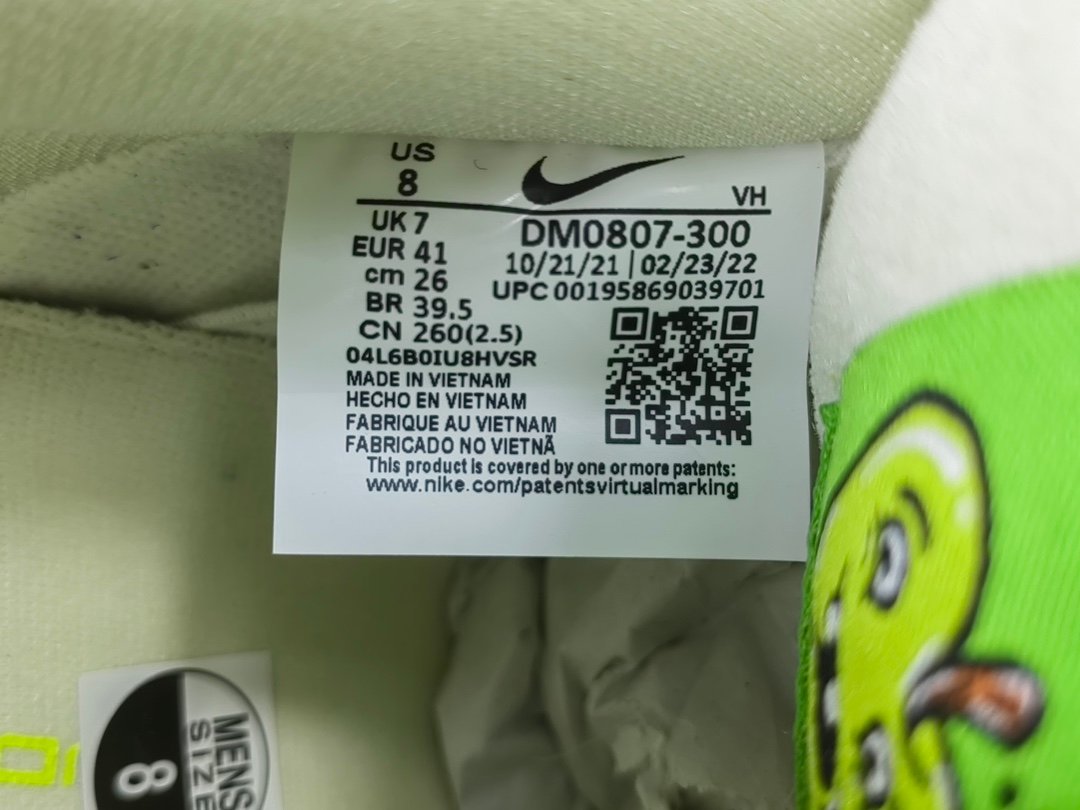 US
8
VH
UK 7
EUR 41
cm 26
BR 39.5
CN 260(2.5)
DM0807-300
10/21/21 | 02/23/22
UPC 00195869039701
04L6B0IU8HVSR
MADE IN VIETNAM
HECHO EN VIETNAM
FABRIQUE AU VIETNAM
FABRICADO NO VIETNÃ
This product is covered by one or more patents:
www.nike.com/patentsvirtualmarking
MENS
SIZE
8